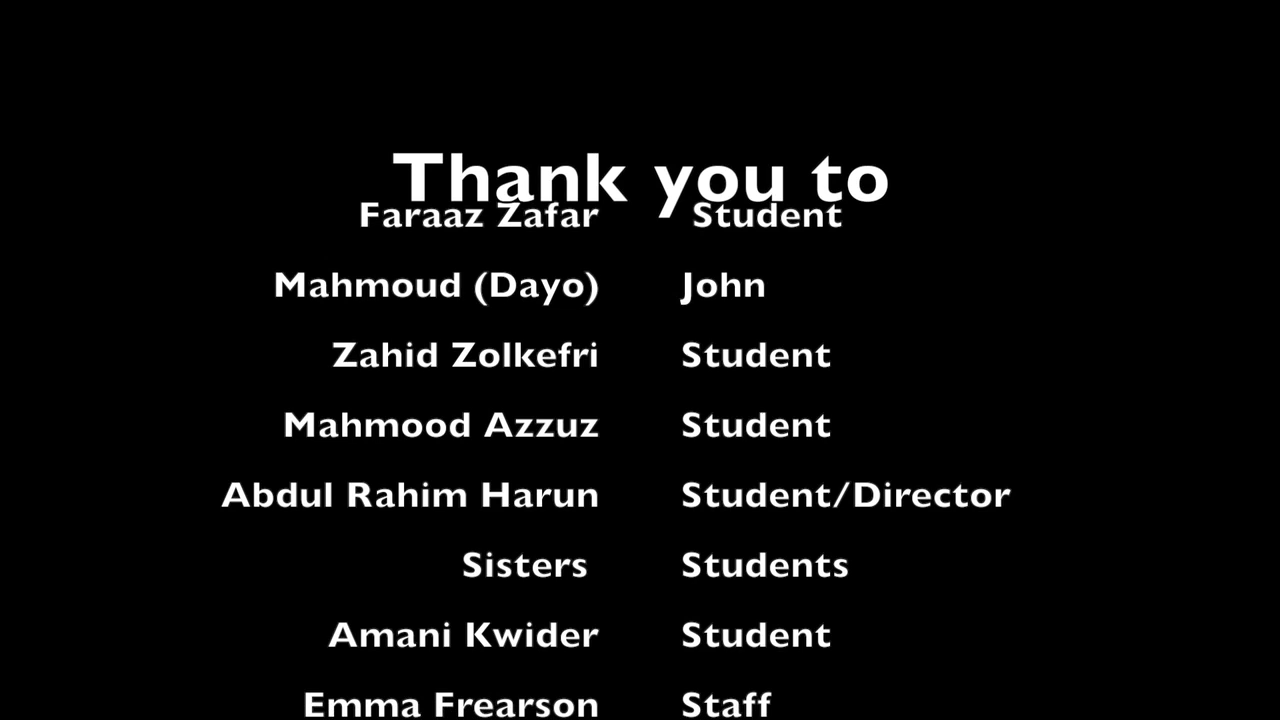 Thank you to
Faraaz Zafar Student
Mahmoud (Dayo) John
Zahid Zolkefri Student
Mahmood Azzuz Student
Abdul Rahim Harun Student/Director
Sisters Students
Amani Kwider Student
Emma Frearson Staff